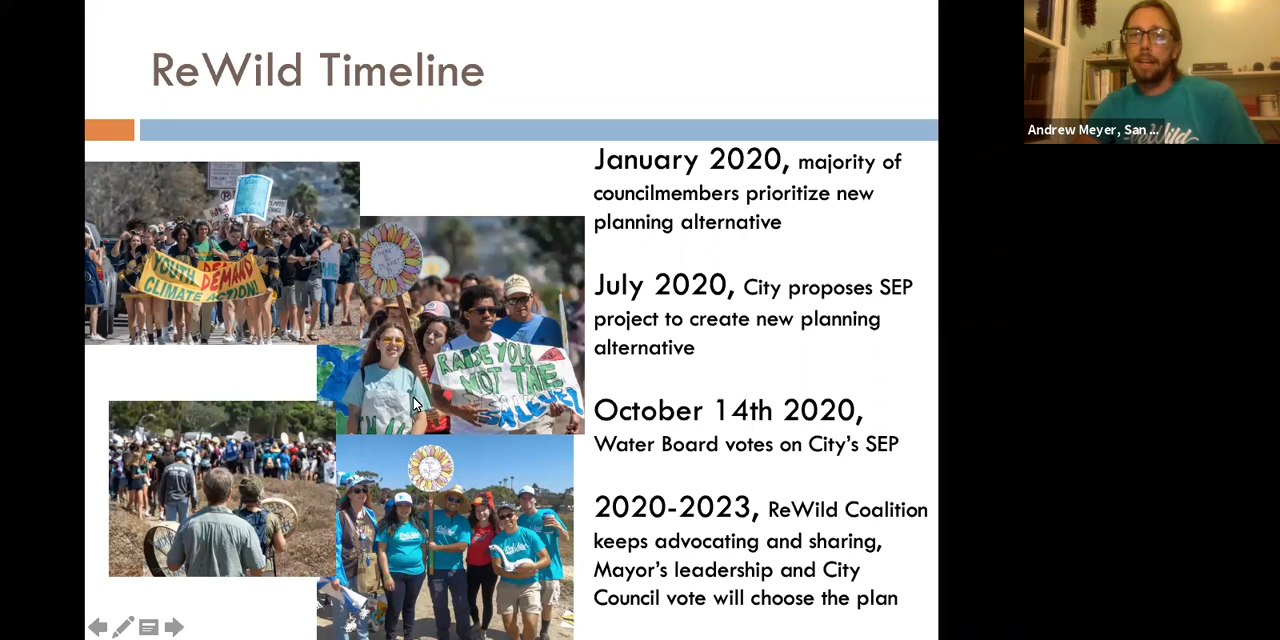 ReWild Timeline
January 2020, majority of
councilmembers prioritize new
planning alternative
July 2020, City proposes SEP
project to create new planning
alternative
October 14th 2020,
Water Board votes on City's SEP
2020-2023, ReWild Coalition
keeps advocating and sharing,
Mayor's leadership and City
Council vote will choose the plan
YOUTH DEMAND
CLIMATE ACTION!
RAISE YOUR
NOT THE
Andrew Meyer, San ...